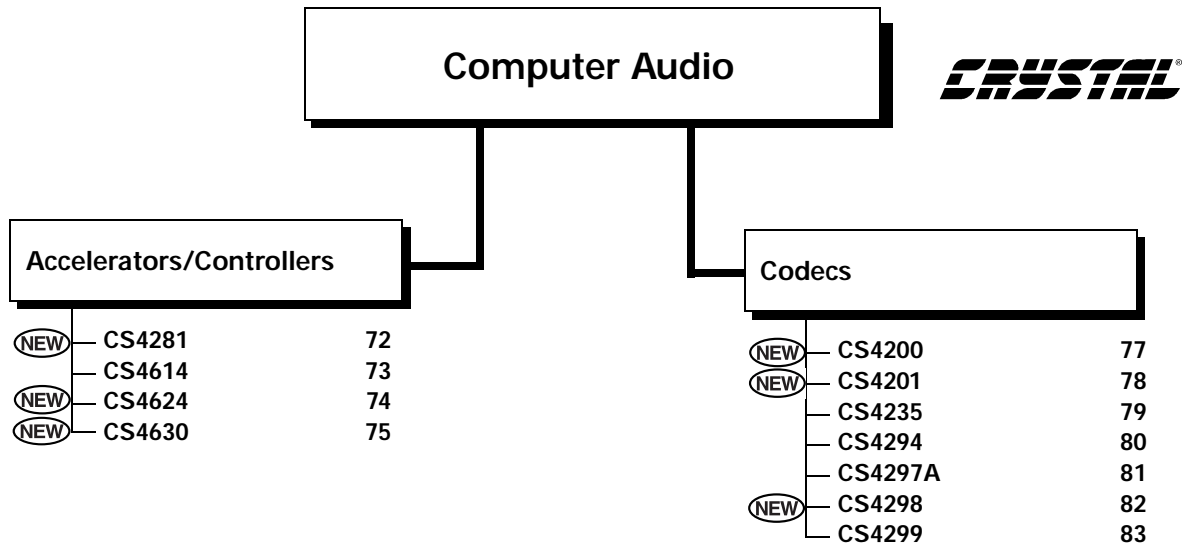 Computer Audio
CRYSTAL®
Accelerators/Controllers
NEW CS4281 72
CS4614 73
NEW CS4624 74
NEW CS4630 75
Codecs
NEW CS4200 77
NEW CS4201 78
CS4235 79
CS4294 80
CS4297A 81
NEW CS4298 82
CS4299 83